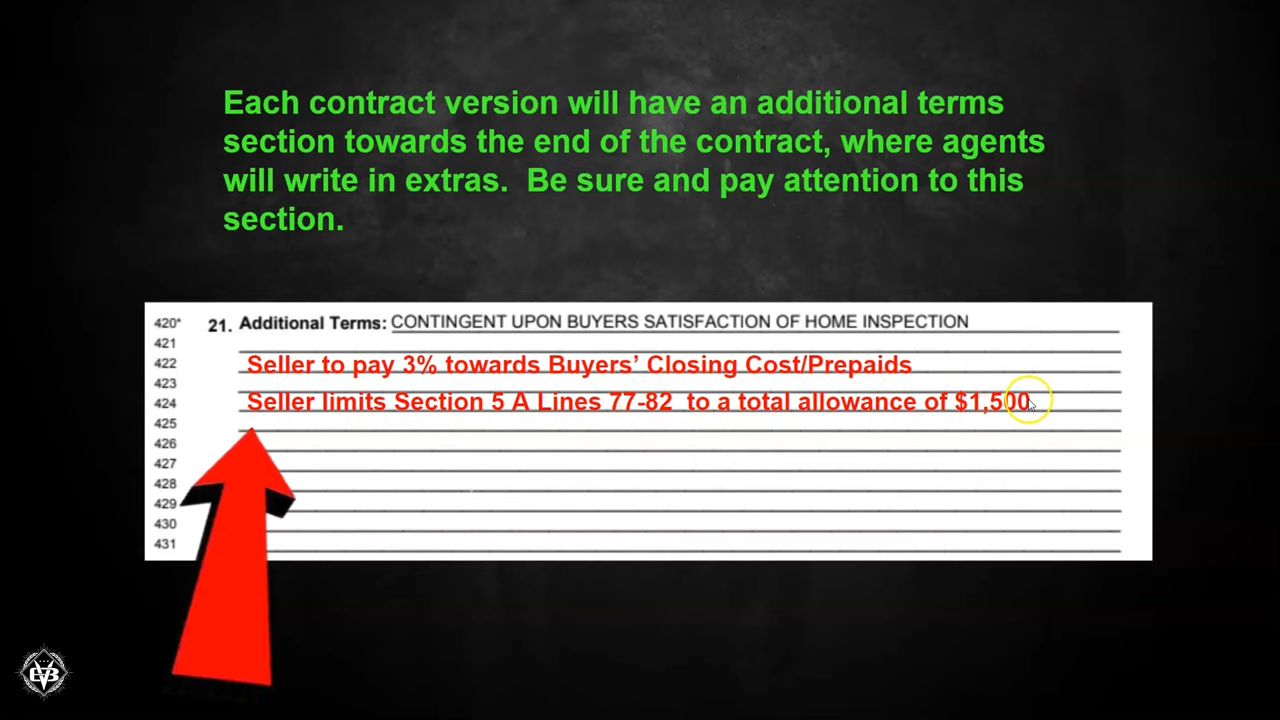 Each contract version will have an additional terms
section towards the end of the contract, where agents
will write in extras.  Be sure and pay attention to this
section.
420* 21. Additional Terms: CONTINGENT UPON BUYERS SATISFACTION OF HOME INSPECTION
421
422 Seller to pay 3% towards Buyers’ Closing Cost/Prepaids
423
424 Seller limits Section 5 A Lines 77-82  to a total allowance of $1,500
425
426
427
428
429
430
431